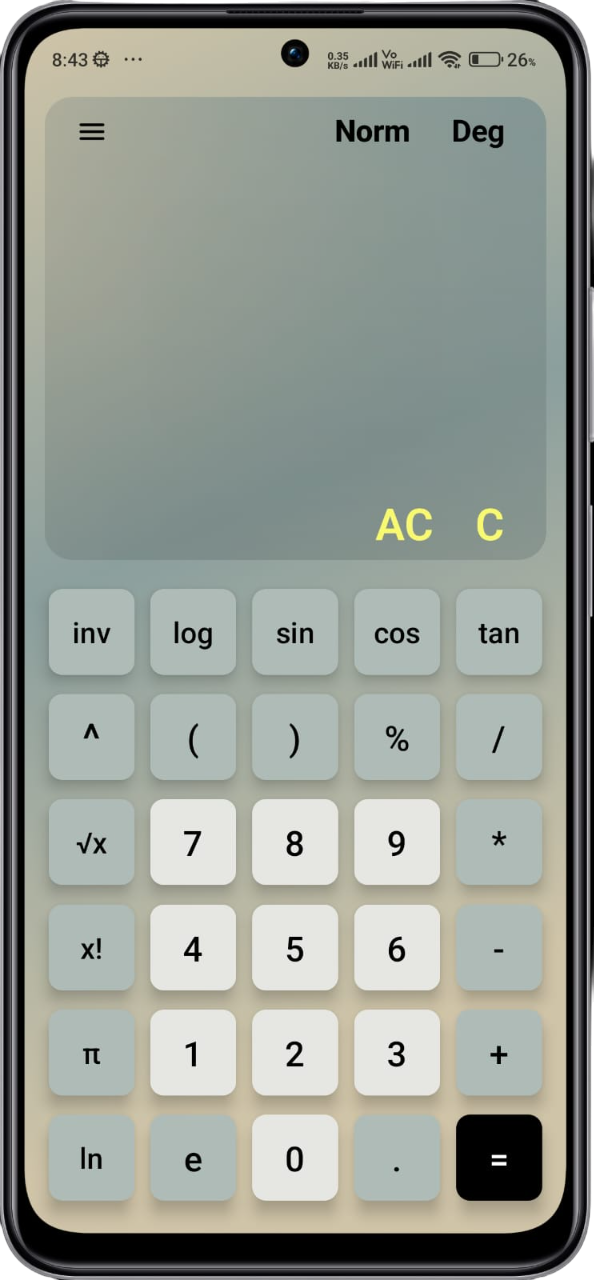 8:43 ... 0.35 KB/s Vo WiFi 26%
Norm Deg
AC C
inv log sin cos tan
^ ( ) % /
√x 7 8 9 *
x! 4 5 6 -
π 1 2 3 +
ln e 0 . =